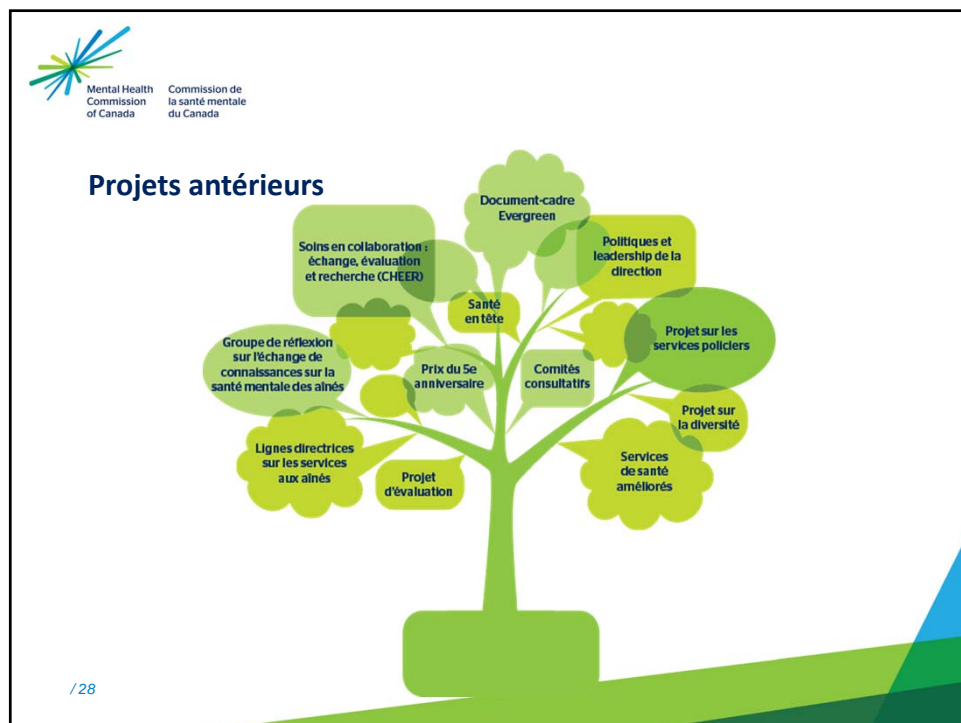 Mental Health
Commission
of Canada
Commission de
la santé mentale
du Canada
Projets antérieurs
Document-cadre
Evergreen
Soins en collaboration :
échange, évaluation
et recherche (CHEER)
Politiques et
leadership de la
direction
Santé
en tête
Projet sur les
services policiers
Groupe de réflexion
sur l'échange de
connaissances sur la
santé mentale des aînés
Prix du 5e
anniversaire
Comités
consultatifs
Projet sur
la diversité
Lignes directrices
sur les services
aux aînés
Projet
d'évaluation
Services
de santé
améliorés
/ 28